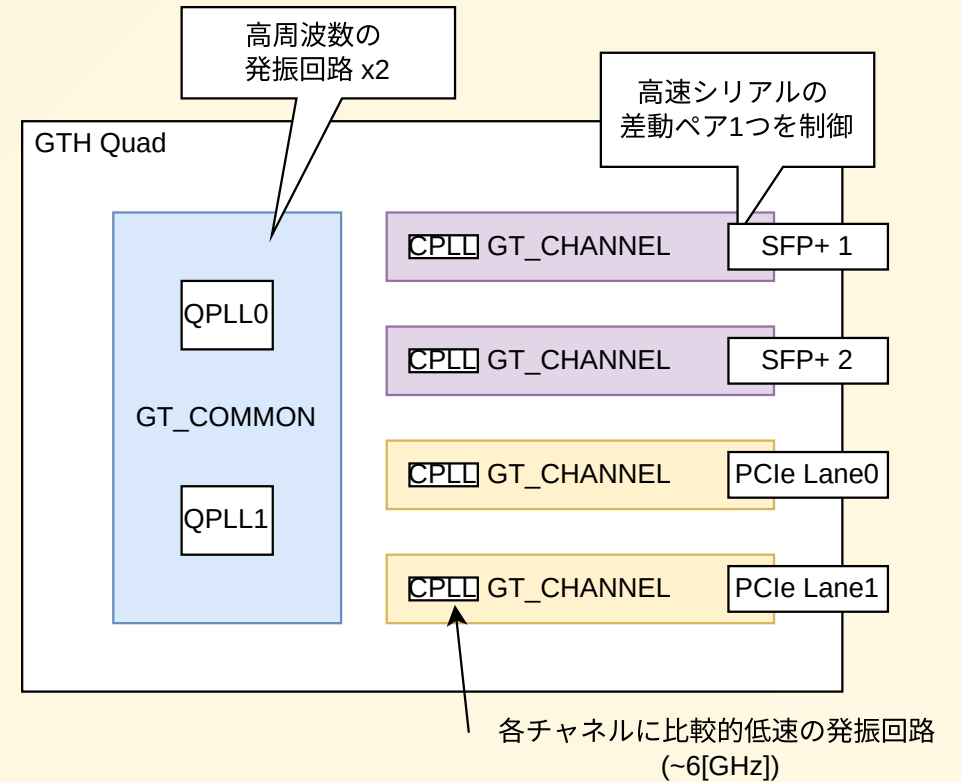 高周波数の
発振回路 x2
高速シリアルの
差動ペア1つを制御
GTH Quad
CPLL GT_CHANNEL
SFP+ 1
QPLL0
CPLL GT_CHANNEL
SFP+ 2
GT_COMMON
CPLL GT_CHANNEL
PCIe Lane0
QPLL1
CPLL GT_CHANNEL
PCIe Lane1
各チャネルに比較的低速の発振回路
(~6[GHz])